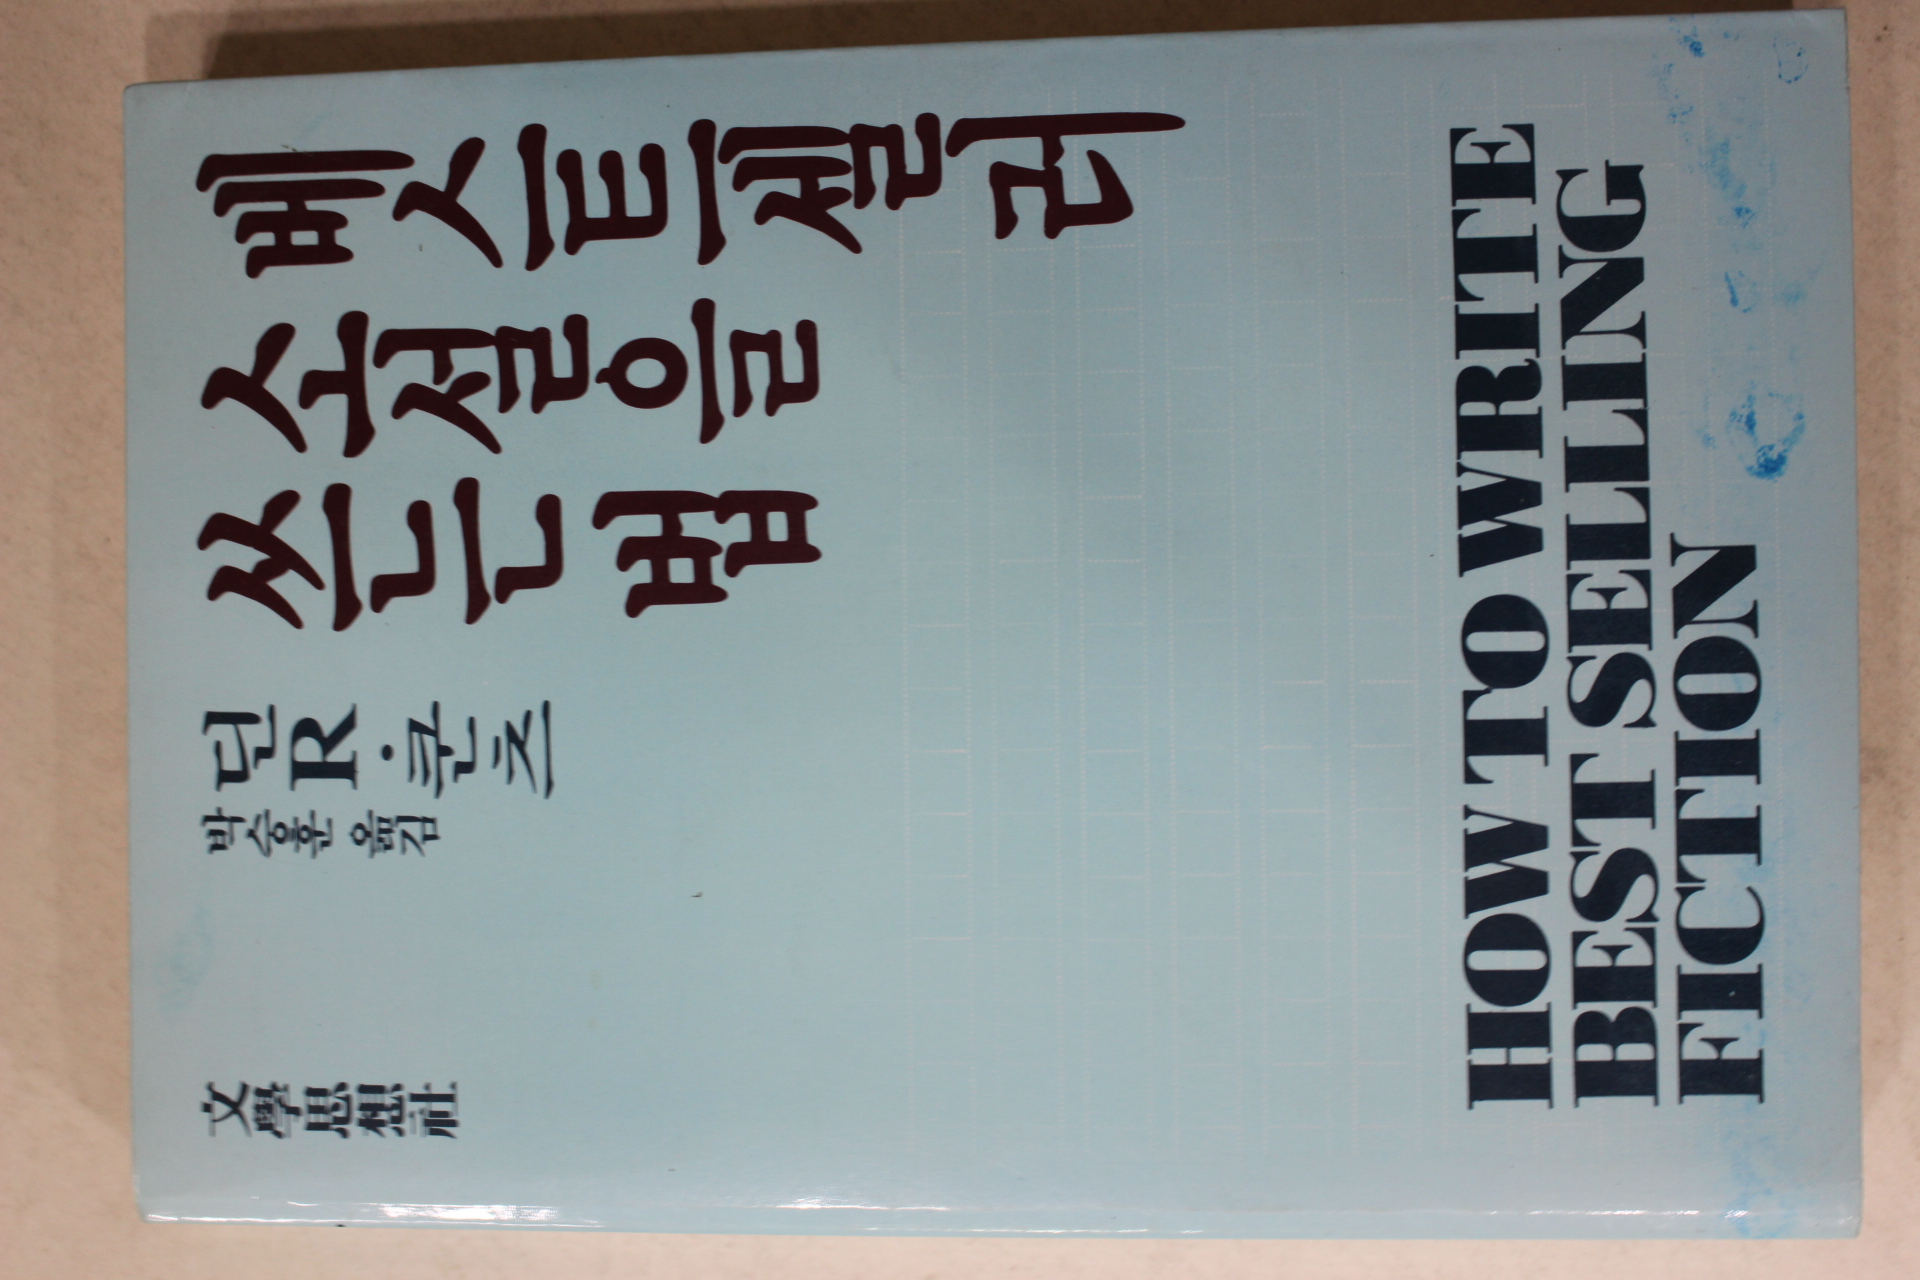 베스트셀러
소설을
쓰는 법
딘 R·쿤츠
박승훈 옮김
文學思想社
HOW TO WRITE
BEST SELLING
FICTION